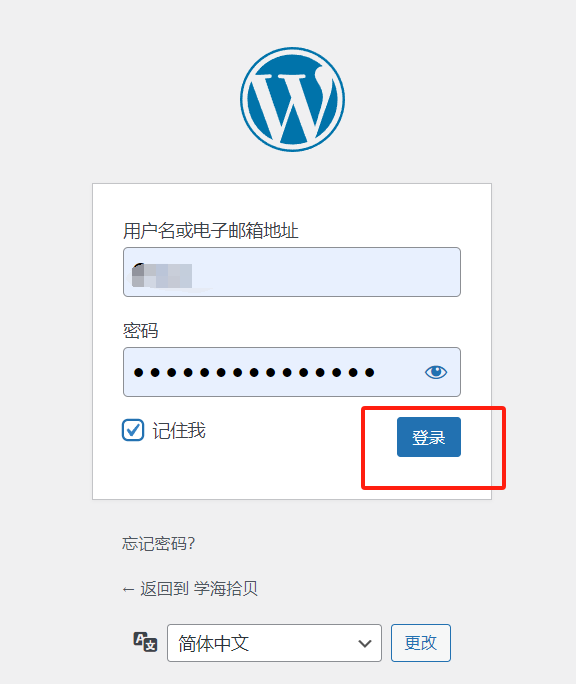 用户名或电子邮箱地址
密码
记住我
登录
忘记密码？
← 返回到 学海拾贝
简体中文
更改